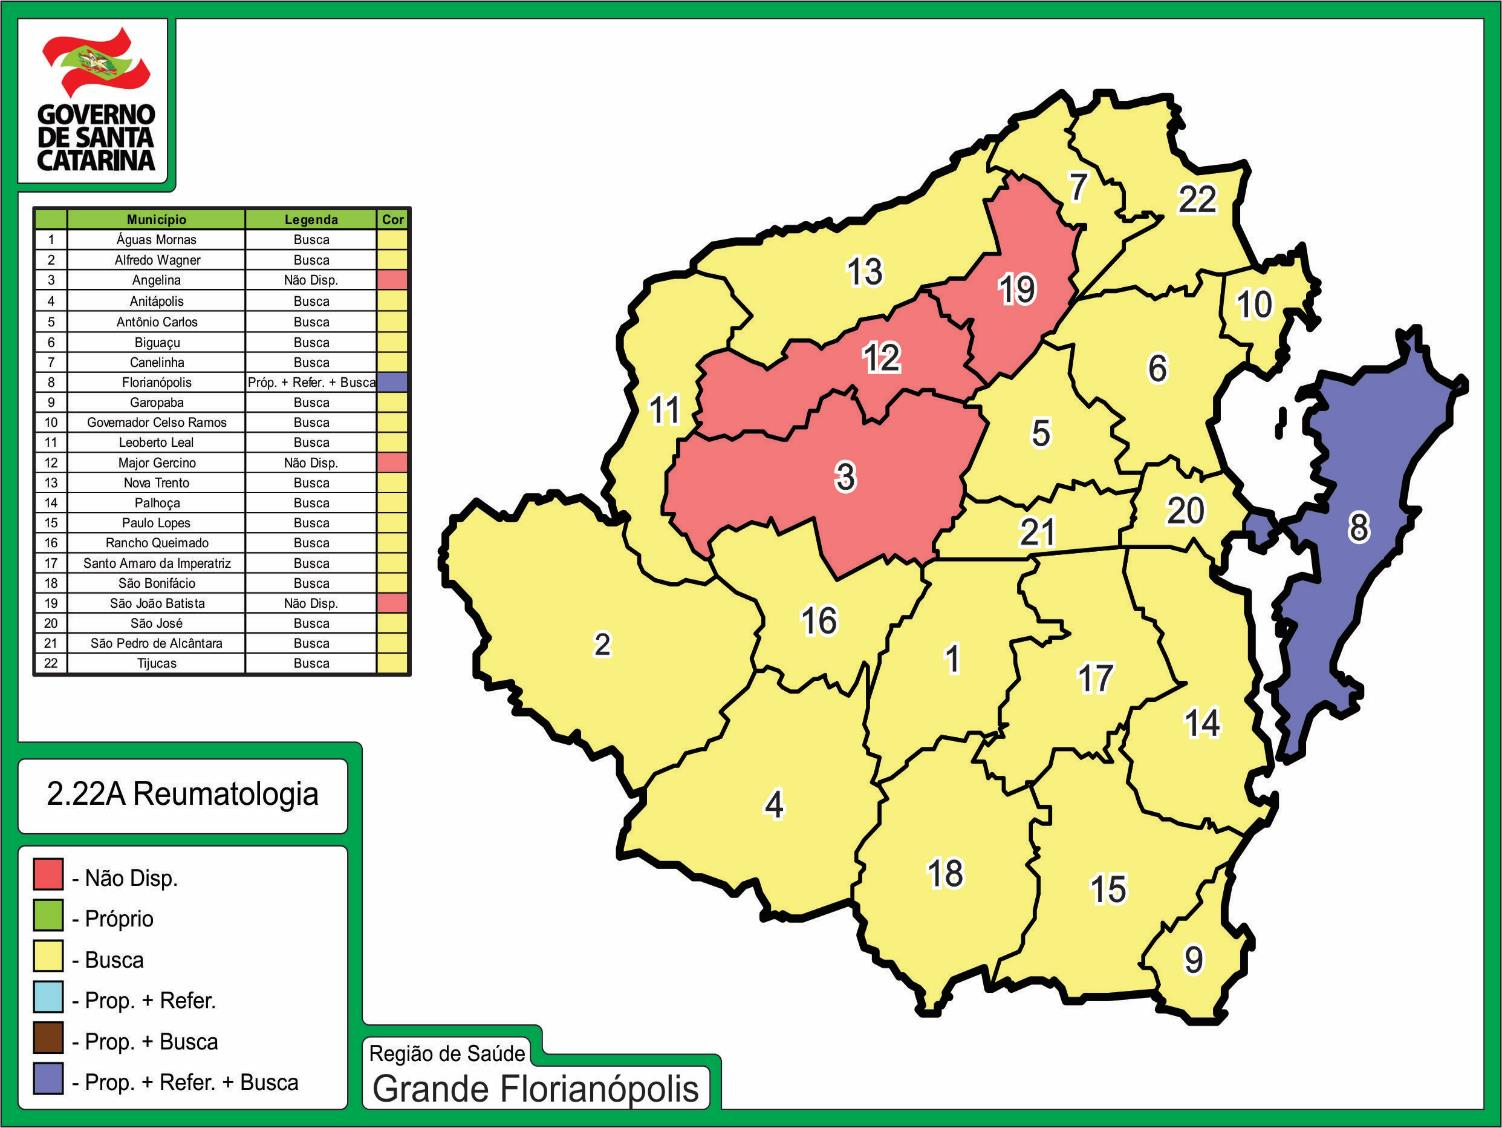 GOVERNO
DE SANTA
CATARINA
Município Legenda Cor
1 Águas Mornas Busca
2 Alfredo Wagner Busca
3 Angelina Não Disp.
4 Anitápolis Busca
5 Antônio Carlos Busca
6 Biguaçu Busca
7 Canelinha Busca
8 Florianópolis Próp. + Refer. + Busca
9 Garopaba Busca
10 Governador Celso Ramos Busca
11 Leoberto Leal Busca
12 Major Gercino Não Disp.
13 Nova Trento Busca
14 Palhoça Busca
15 Paulo Lopes Busca
16 Rancho Queimado Busca
17 Santo Amaro da Imperatriz Busca
18 São Bonifácio Busca
19 São João Batista Não Disp.
20 São José Busca
21 São Pedro de Alcântara Busca
22 Tijucas Busca
7
22
13
19
10
12
6
11
5
3
20
21
8
16
2
1
17
14
4
18
15
9
2.22A Reumatologia
- Não Disp.
- Próprio
- Busca
- Prop. + Refer.
- Prop. + Busca
- Prop. + Refer. + Busca
Região de Saúde
Grande Florianópolis